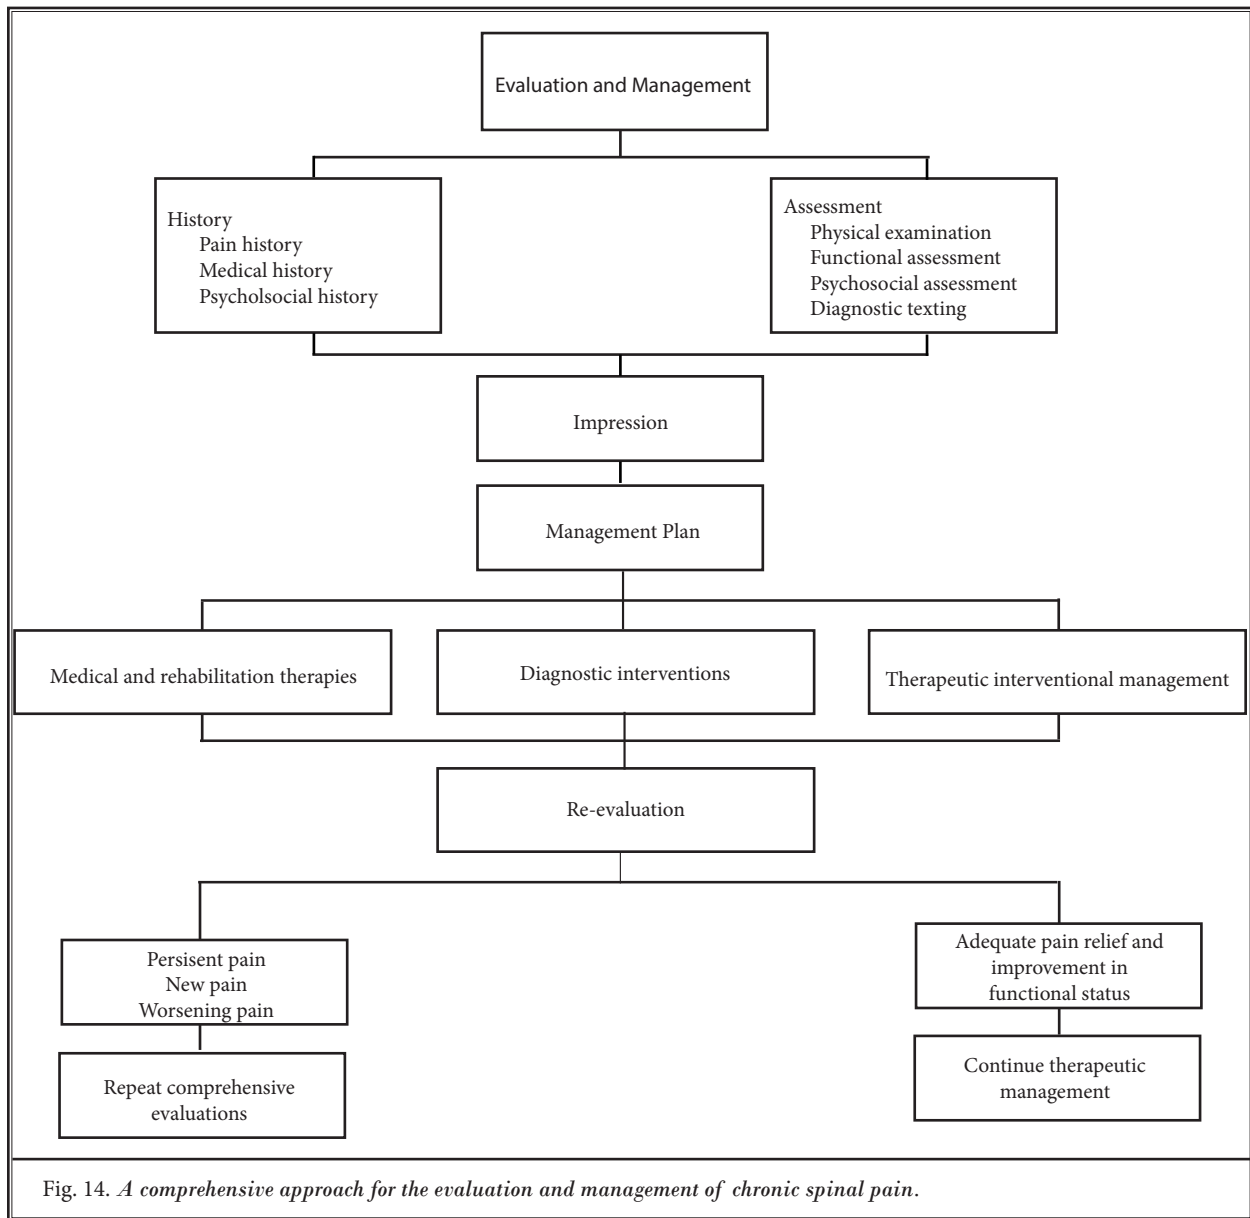 Evaluation and Management
History
Pain history
Medical history
Psycholsocial history
Assessment
Physical examination
Functional assessment
Psychosocial assessment
Diagnostic texting
Impression
Management Plan
Medical and rehabilitation therapies
Diagnostic interventions
Therapeutic interventional management
Re-evaluation
Persisent pain
New pain
Worsening pain
Adequate pain relief and
improvement in
functional status
Repeat comprehensive
evaluations
Continue therapeutic
management
Fig. 14. A comprehensive approach for the evaluation and management of chronic spinal pain.